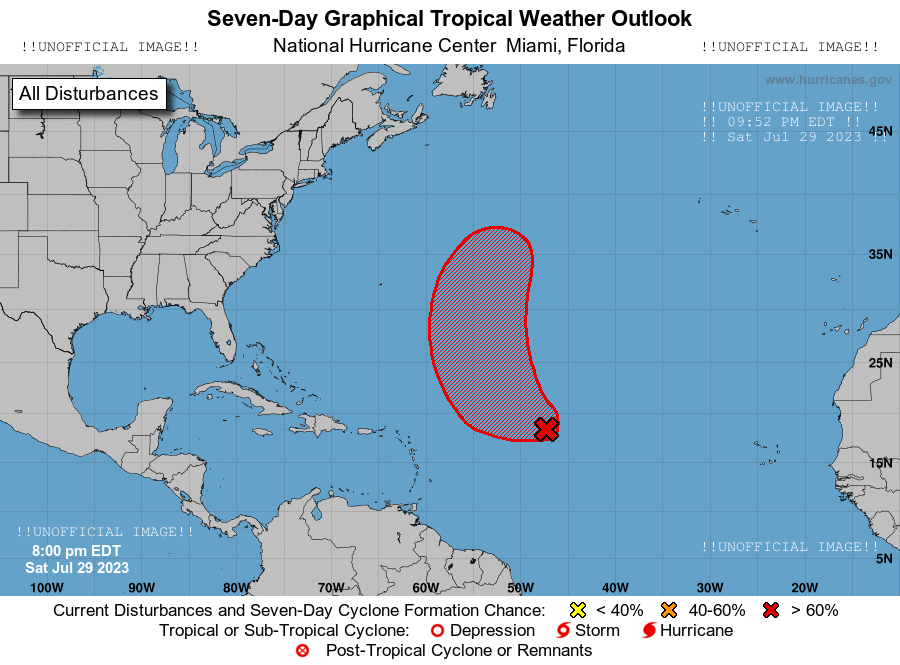 Seven-Day Graphical Tropical Weather Outlook
!!UNOFFICIAL IMAGE!! National Hurricane Center Miami, Florida !!UNOFFICIAL IMAGE!!
All Disturbances
www.hurricanes.gov
!!UNOFFICIAL IMAGE!!
!! 09:52 PM EDT !!
!! Sat Jul 29 2023 !!
45N
35N
25N
15N
!!UNOFFICIAL IMAGE!!
8:00 pm EDT
Sat Jul 29 2023
!!UNOFFICIAL IMAGE!!
5N
100W 90W 80W 70W 60W 50W 40W 30W 20W
Current Disturbances and Seven-Day Cyclone Formation Chance: < 40% 40-60% > 60%
Tropical or Sub-Tropical Cyclone: Depression Storm Hurricane
Post-Tropical Cyclone or Remnants